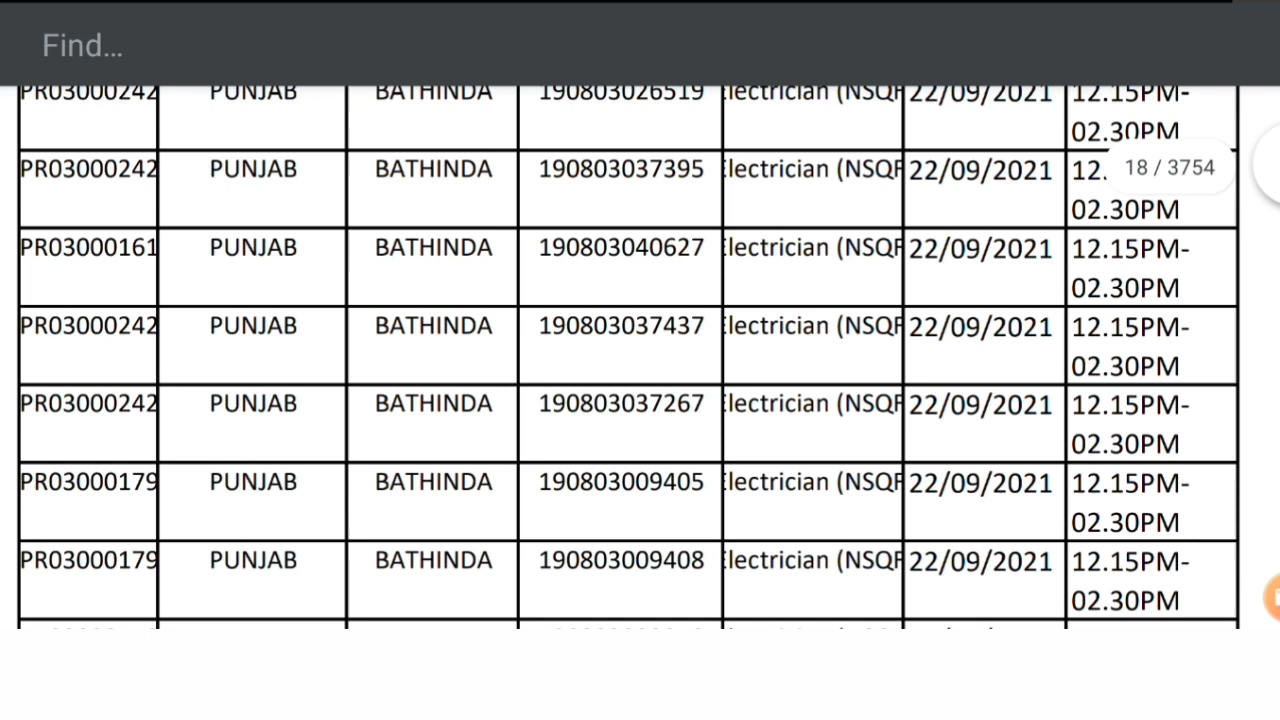 Find...
PR03000242 PUNJAB BATHINDA 190803026519 lectrician (NSQF 22/09/2021 12.15PM-
02.30PM
PR03000242 PUNJAB BATHINDA 190803037395 lectrician (NSQF 22/09/2021 12.
18 / 3754
02.30PM
PR03000161 PUNJAB BATHINDA 190803040627 lectrician (NSQF 22/09/2021 12.15PM-
02.30PM
PR03000242 PUNJAB BATHINDA 190803037437 lectrician (NSQF 22/09/2021 12.15PM-
02.30PM
PR03000242 PUNJAB BATHINDA 190803037267 lectrician (NSQF 22/09/2021 12.15PM-
02.30PM
PR03000179 PUNJAB BATHINDA 190803009405 lectrician (NSQF 22/09/2021 12.15PM-
02.30PM
PR03000179 PUNJAB BATHINDA 190803009408 lectrician (NSQF 22/09/2021 12.15PM-
02.30PM